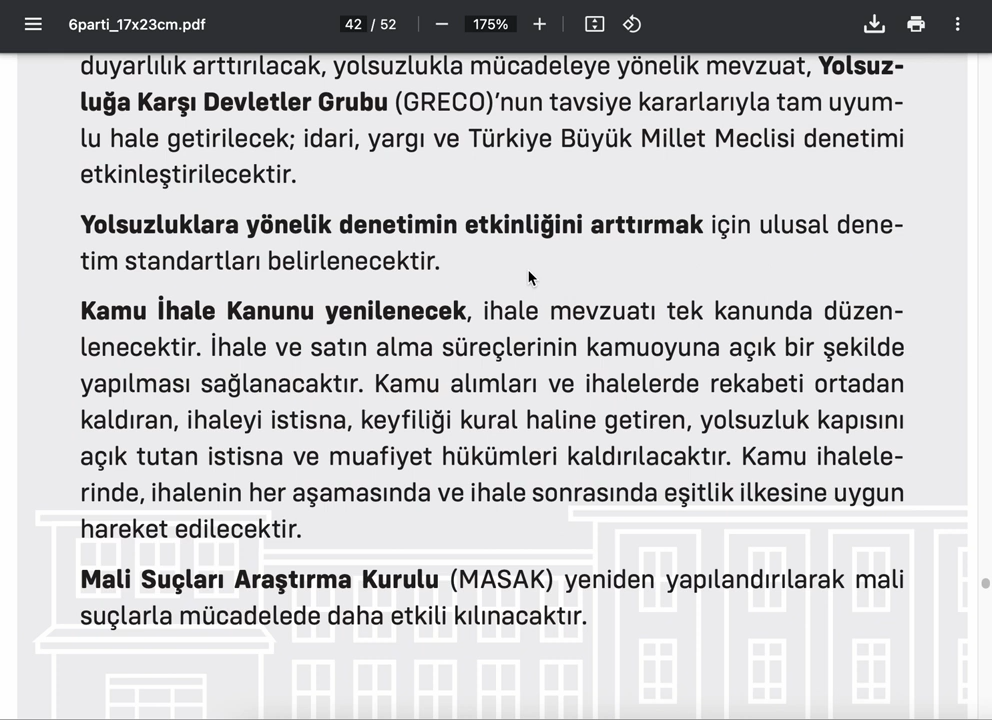 6parti_17x23cm.pdf
42 / 52
175%
duyarlılık arttırılacak, yolsuzlukla mücadeleye yönelik mevzuat, Yolsuz-
luğa Karşı Devletler Grubu (GRECO)’nun tavsiye kararlarıyla tam uyum-
lu hale getirilecek; idari, yargı ve Türkiye Büyük Millet Meclisi denetimi
etkinleştirilecektir.
Yolsuzluklara yönelik denetimin etkinliğini arttırmak için ulusal dene-
tim standartları belirlenecektir.
Kamu İhale Kanunu yenilenecek, ihale mevzuatı tek kanunda düzen-
lenecektir. İhale ve satın alma süreçlerinin kamuoyuna açık bir şekilde
yapılması sağlanacaktır. Kamu alımları ve ihalelerde rekabeti ortadan
kaldıran, ihaleyi istisna, keyfiliği kural haline getiren, yolsuzluk kapısını
açık tutan istisna ve muafiyet hükümleri kaldırılacaktır. Kamu ihalele-
rinde, ihalenin her aşamasında ve ihale sonrasında eşitlik ilkesine uygun
hareket edilecektir.
Mali Suçları Araştırma Kurulu (MASAK) yeniden yapılandırılarak mali
suçlarla mücadelede daha etkili kılınacaktır.